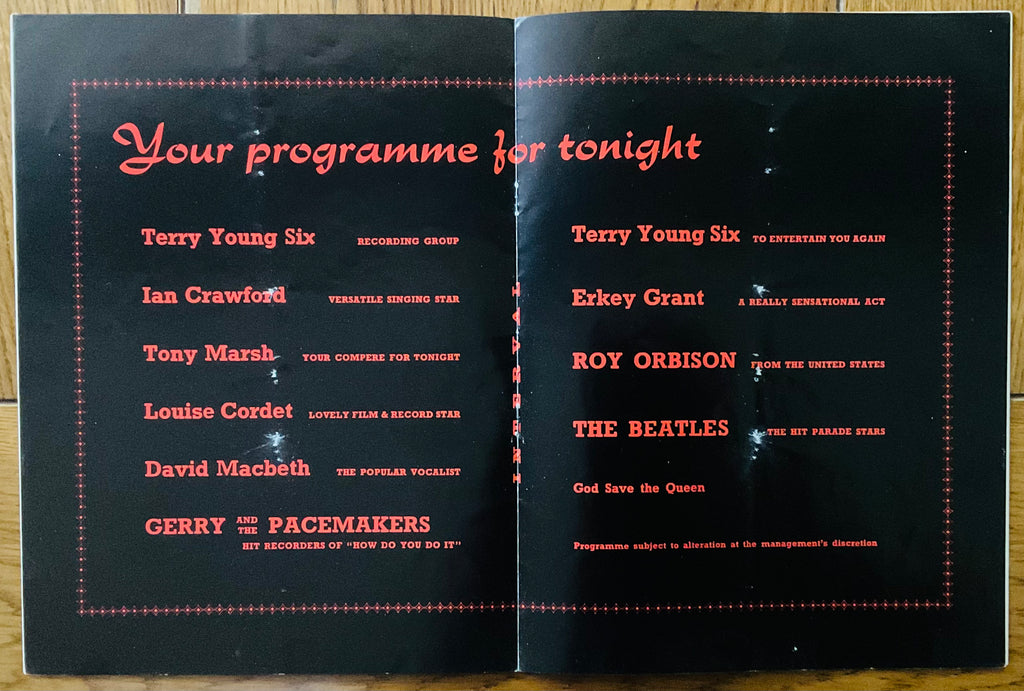 Your programme for tonight
Terry Young Six RECORDING GROUP
Ian Crawford VERSATILE SINGING STAR
Tony Marsh YOUR COMPERE FOR TONIGHT
Louise Cordet LOVELY FILM & RECORD STAR
David Macbeth THE POPULAR VOCALIST
GERRY AND THE PACEMAKERS
HIT RECORDERS OF "HOW DO YOU DO IT"
INTERVAL
Terry Young Six TO ENTERTAIN YOU AGAIN
Erkey Grant A REALLY SENSATIONAL ACT
ROY ORBISON FROM THE UNITED STATES
THE BEATLES THE HIT PARADE STARS
God Save the Queen
Programme subject to alteration at the management's discretion